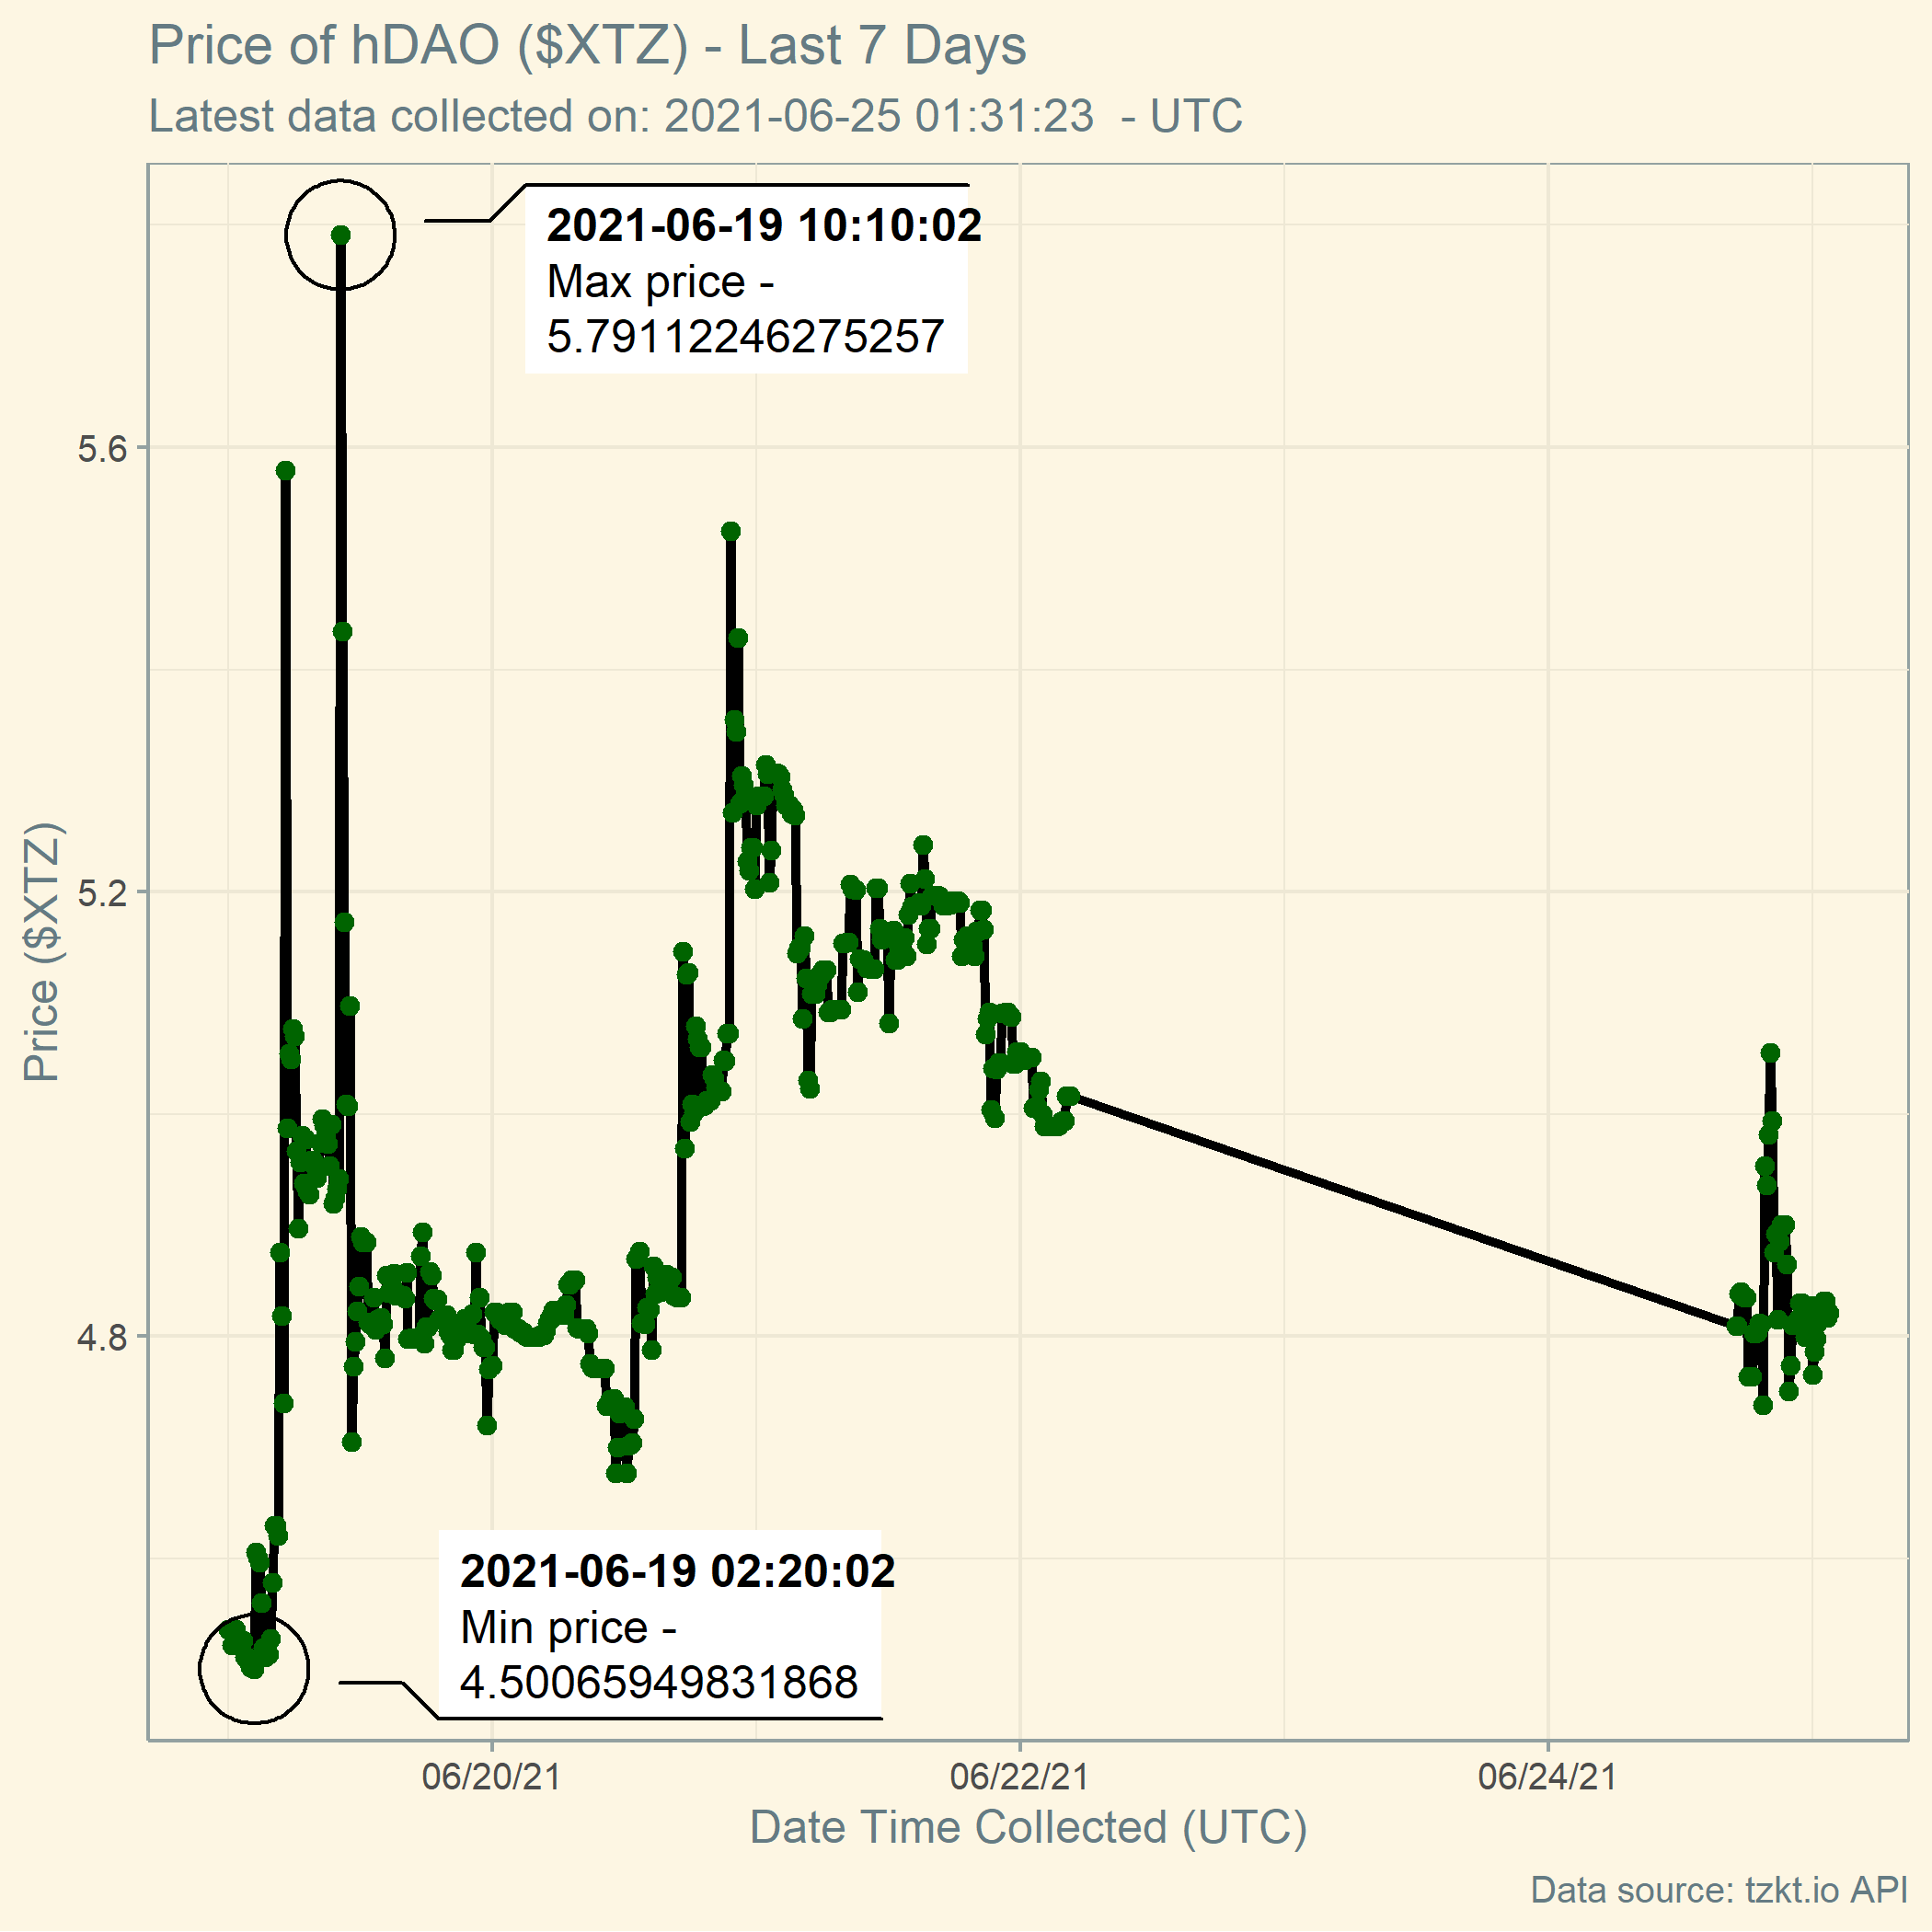 Price of hDAO ($XTZ) - Last 7 Days
Latest data collected on: 2021-06-25 01:31:23  - UTC
2021-06-19 10:10:02
Max price -
5.79112246275257
5.6
5.2
4.8
Price ($XTZ)
2021-06-19 02:20:02
Min price -
4.50065949831868
06/20/21
06/22/21
06/24/21
Date Time Collected (UTC)
Data source: tzkt.io API